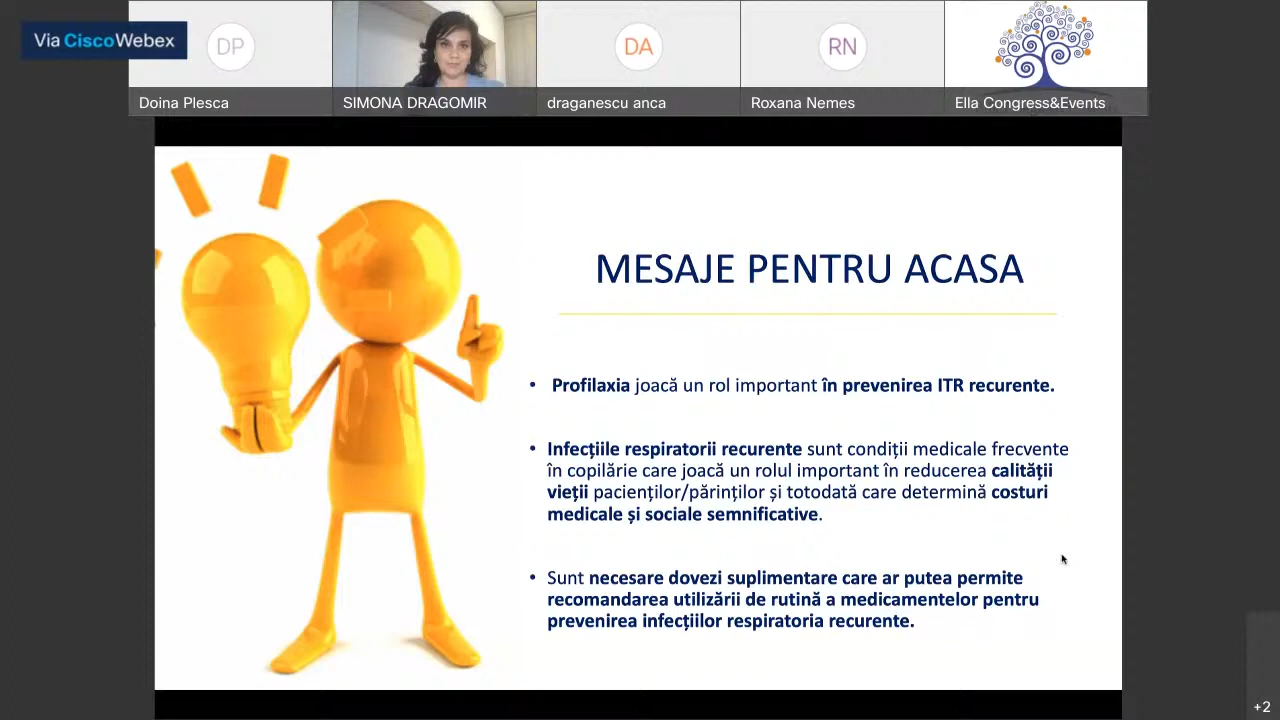 Via Cisco Webex
DP
DA
RN
Doina Plesca
SIMONA DRAGOMIR
draganescu anca
Roxana Nemes
Ella Congress&Events
MESAJE PENTRU ACASA
• Profilaxia joacă un rol important în prevenirea ITR recurente.
• Infecțiile respiratorii recurente sunt condiții medicale frecvente
în copilărie care joacă un rolul important în reducerea calității
vieții pacienților/părinților și totodată care determină costuri
medicale și sociale semnificative.
• Sunt necesare dovezi suplimentare care ar putea permite
recomandarea utilizării de rutină a medicamentelor pentru
prevenirea infecțiilor respiratoria recurente.
+2